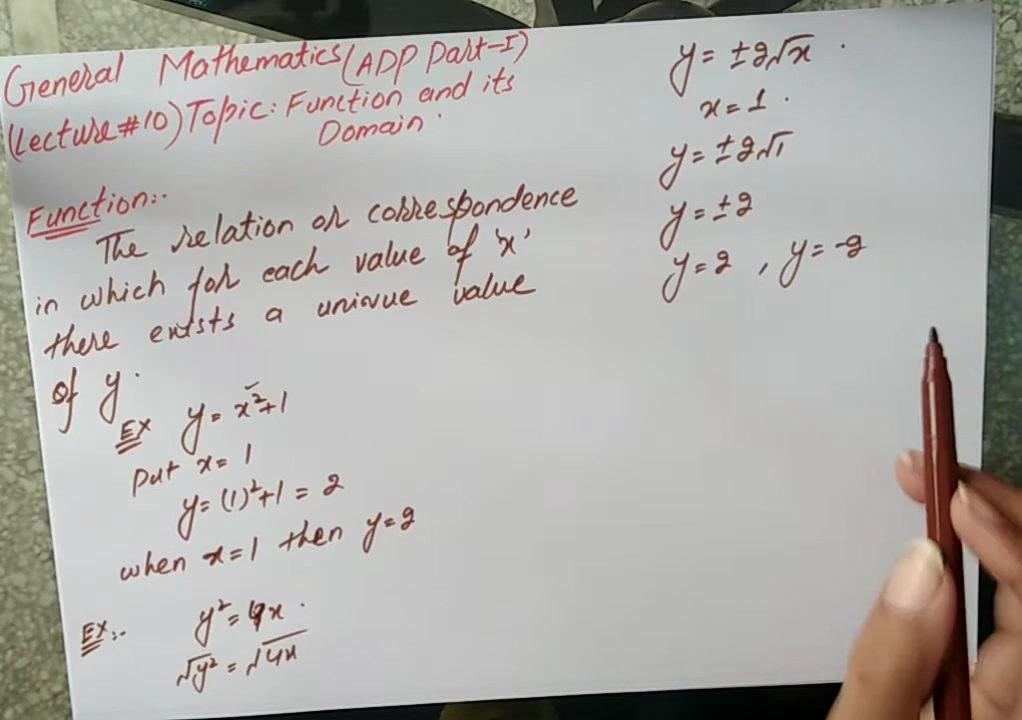 General Mathematics (ADP Part-I)
(Lecture #10) Topic: Function and its
Domain.
Function:-
The relation or correspondence
in which for each value of 'x'
there exists a univue value
of y.
Ex y = x²+1
Put x = 1
y = (1)²+1 = 2
when x = 1 then y = 2
Ex:- y² = 4x .
√y² = √4x
y = ±2√x .
x = 1 .
y = ±2√1
y = ±2
y = 2 , y = -2